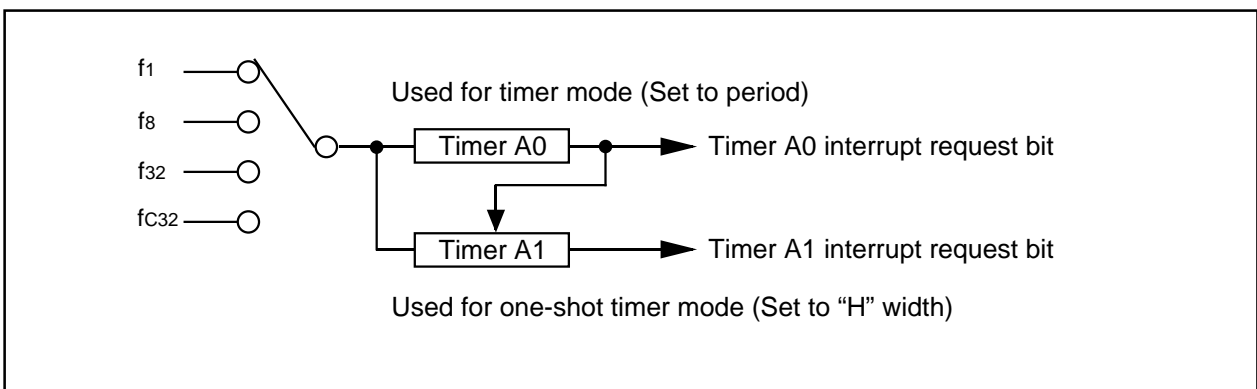 f1
Used for timer mode (Set to period)
f8
Timer A0
Timer A0 interrupt request bit
f32
fC32
Timer A1
Timer A1 interrupt request bit
Used for one-shot timer mode (Set to “H” width)